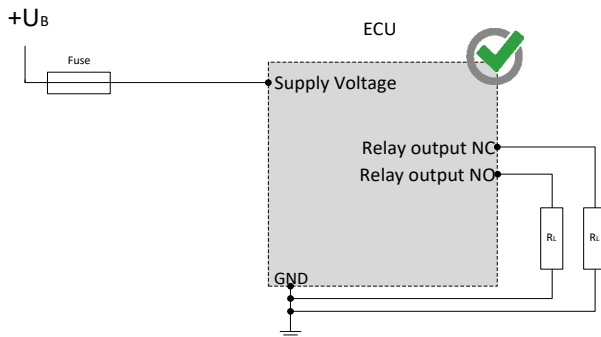 +UB
ECU
Fuse
Supply Voltage
Relay output NC
Relay output NO
RL
RL
GND